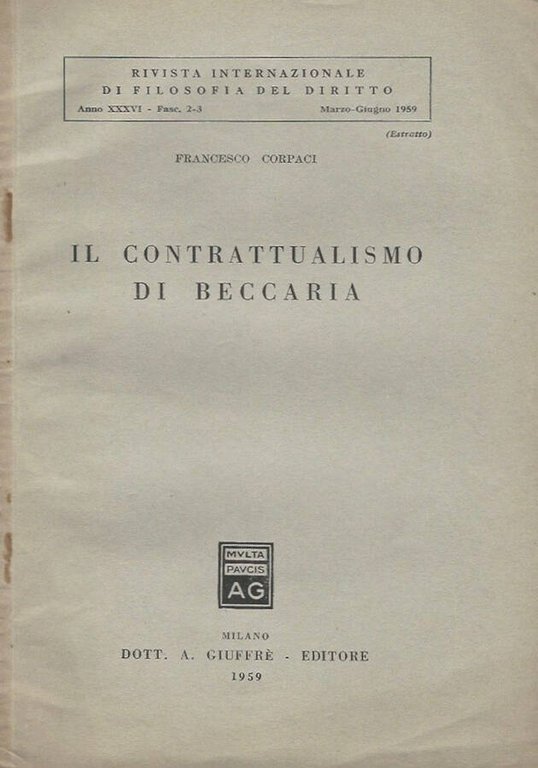 RIVISTA INTERNAZIONALE
DI FILOSOFIA DEL DIRITTO
Anno XXXVI - Fasc. 2-3 Marzo-Giugno 1959
(Estratto)
FRANCESCO CORPACI
IL CONTRATTUALISMO
DI BECCARIA
MVLTA
PAVCIS
AG
MILANO
DOTT. A. GIUFFRÈ - EDITORE
1959